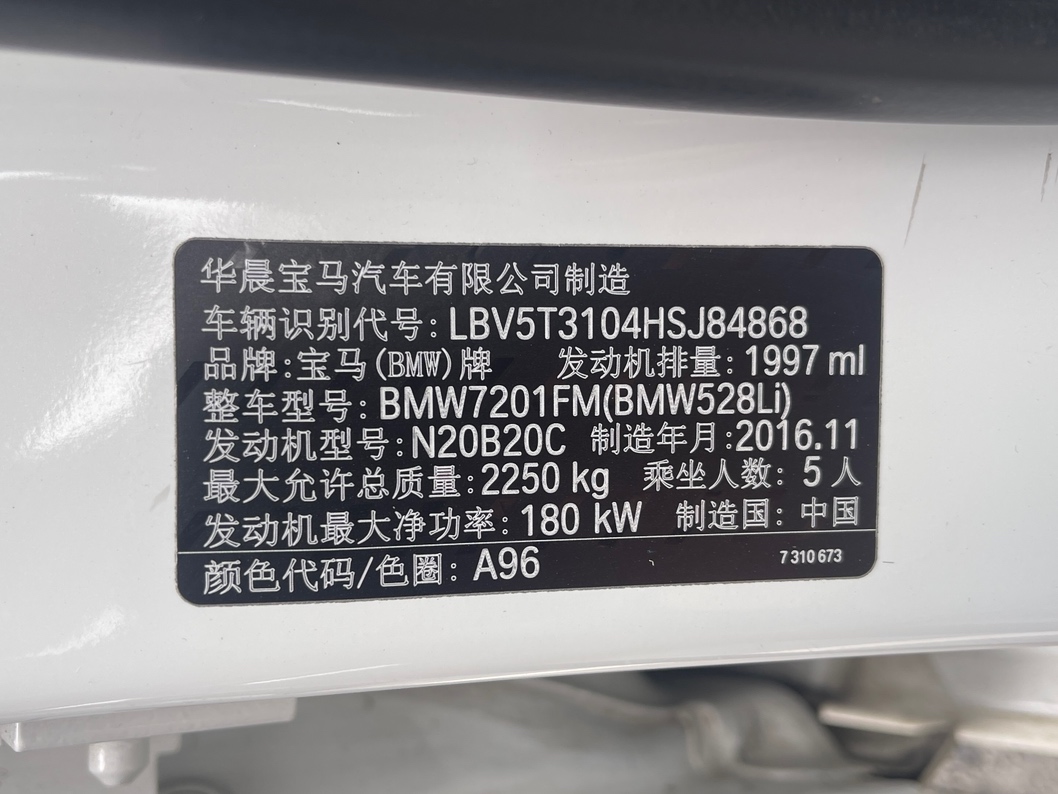 华晨宝马汽车有限公司制造
车辆识别代号: LBV5T3104HSJ84868
品牌:宝马(BMW)牌 发动机排量: 1997 ml
整车型号: BMW7201FM(BMW528Li)
发动机型号: N20B20C 制造年月:2016.11
最大允许总质量: 2250 kg 乘坐人数: 5 人
发动机最大净功率: 180 kW 制造国: 中国
颜色代码/色圈: A96 7 310 673